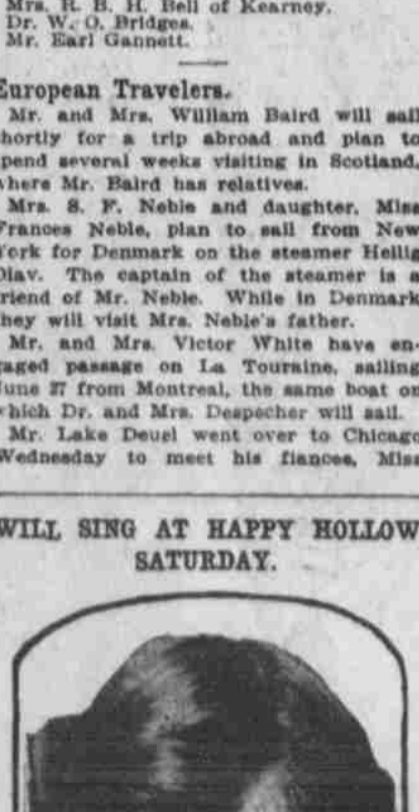 Mrs. R. B. H. Bell of Kearney.
Dr. W. O. Bridges.
Mr. Earl Gannett.
European Travelers.
Mr. and Mrs. William Baird will sail
shortly for a trip abroad and plan to
spend several weeks visiting in Scotland,
where Mr. Baird has relatives.
Mrs. S. F. Neble and daughter, Miss
Frances Neble, plan to sail from New
York for Denmark on the steamer Hellig
Olav. The captain of the steamer is a
friend of Mr. Neble. While in Denmark
they will visit Mrs. Neble's father.
Mr. and Mrs. Victor White have en-
gaged passage on La Touraine, sailing
June 27 from Montreal, the same boat on
which Dr. and Mrs. Despecher will sail.
Mr. Lake Deuel went over to Chicago
Wednesday to meet his fiancee, Miss
WILL SING AT HAPPY HOLLOW
SATURDAY.